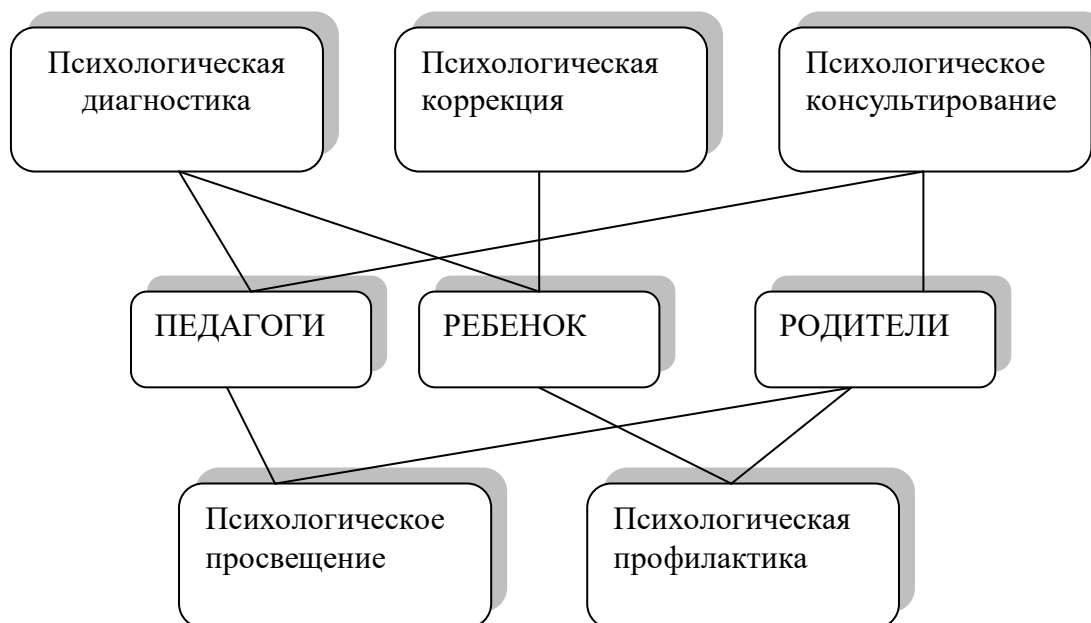 Психологическая
диагностика
Психологическая
коррекция
Психологическое
консультирование
ПЕДАГОГИ
РЕБЕНОК
РОДИТЕЛИ
Психологическое
просвещение
Психологическая
профилактика